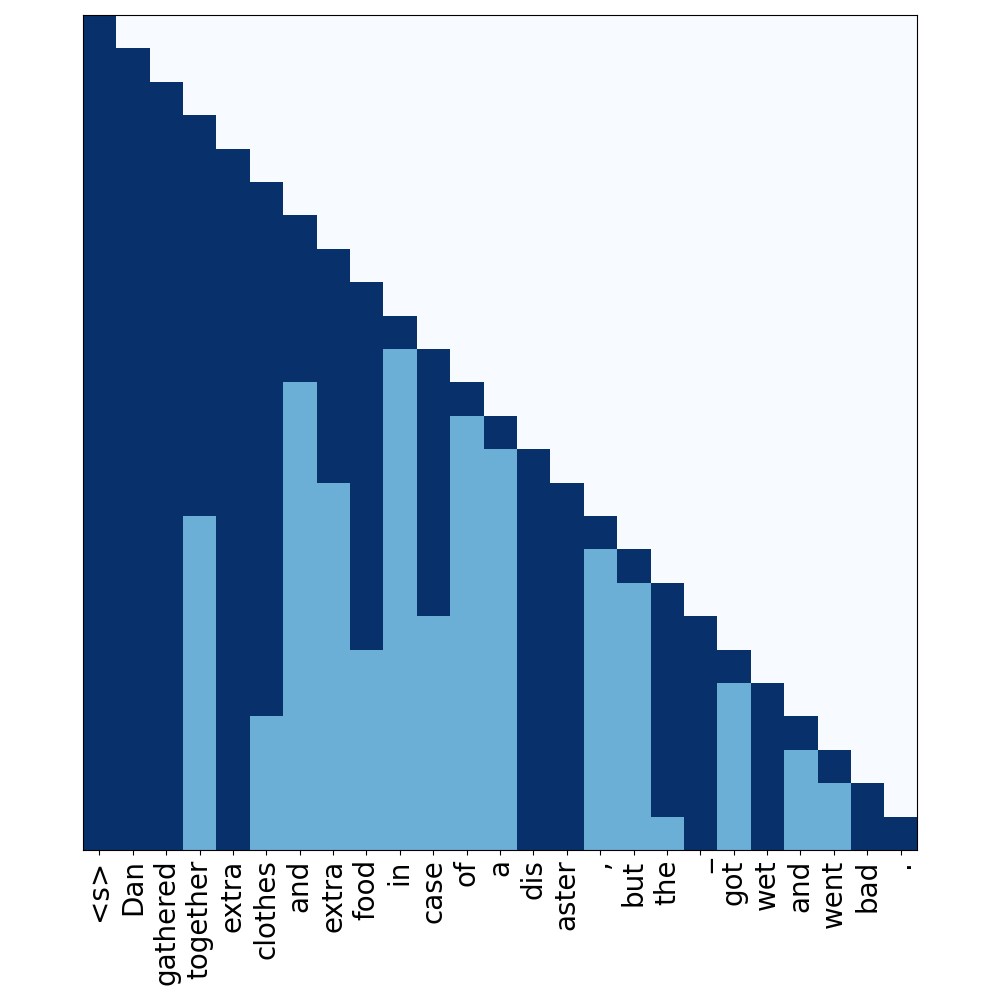 <s>
Dan
gathered
together
extra
clothes
and
extra
food
in
case
of
a
dis
aster
,
but
the
_
got
wet
and
went
bad
.